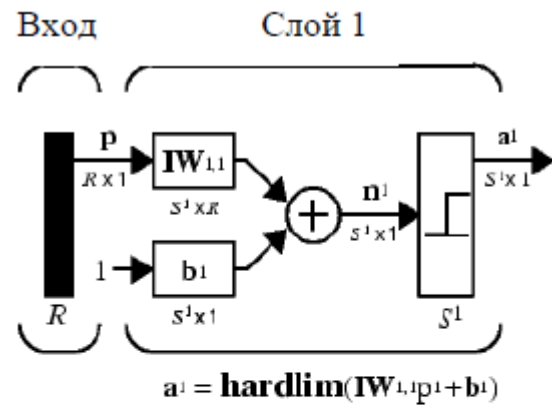 Вход Слой 1
p a¹
IW₁,₁ n¹
R x 1 S¹ x 1
S¹ x R S¹ x 1
1 b¹
R S¹ x 1 S¹
a¹ = hardlim(IW₁,₁p¹+b¹)